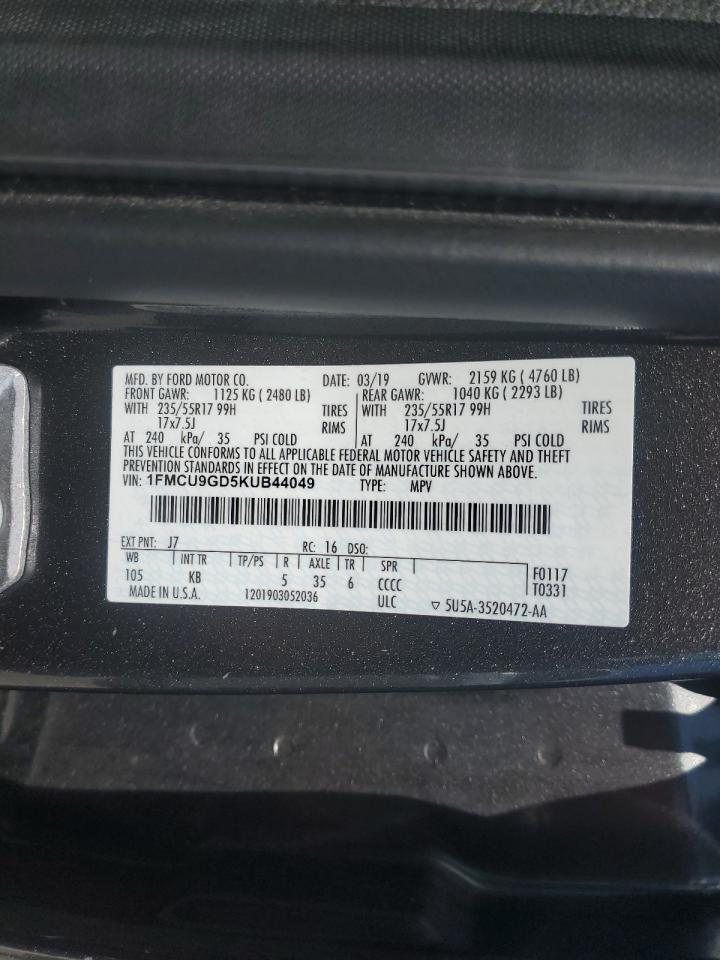 MFD. BY FORD MOTOR CO. DATE: 03/19 GVWR: 2159 KG ( 4760 LB)
FRONT GAWR: 1125 KG ( 2480 LB) REAR GAWR: 1040 KG ( 2293 LB)
WITH 235/55R17 99H TIRES WITH 235/55R17 99H TIRES
17x7.5J RIMS 17x7.5J RIMS
AT 240 kPa/ 35 PSI COLD AT 240 kPa/ 35 PSI COLD
THIS VEHICLE CONFORMS TO ALL APPLICABLE FEDERAL MOTOR VEHICLE SAFETY AND THEFT
PREVENTION STANDARDS IN EFFECT ON THE DATE OF MANUFACTURE SHOWN ABOVE.
VIN: 1FMCU9GD5KUB44049 TYPE: MPV
EXT PNT: J7 RC: 16 DSO:
WB INT TR TP/PS R AXLE TR SPR F0117
105 KB 5 35 6 CCCC T0331
MADE IN U.S.A. 1201903052036 ULC ▽ 5U5A-3520472-AA